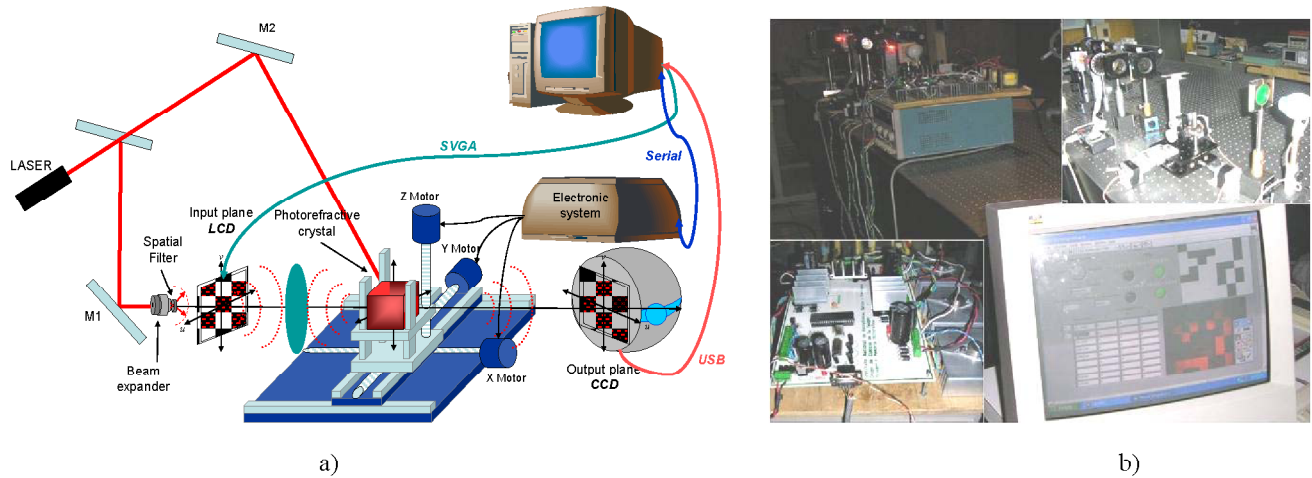 M2
LASER
SVGA
Serial
Input plane
LCD
Photorefractive
crystal
Z Motor
Electronic
system
Spatial
Filter
v
Y Motor
v
M1
u
u
USB
Beam
expander
X Motor
Output plane
CCD
a)
b)